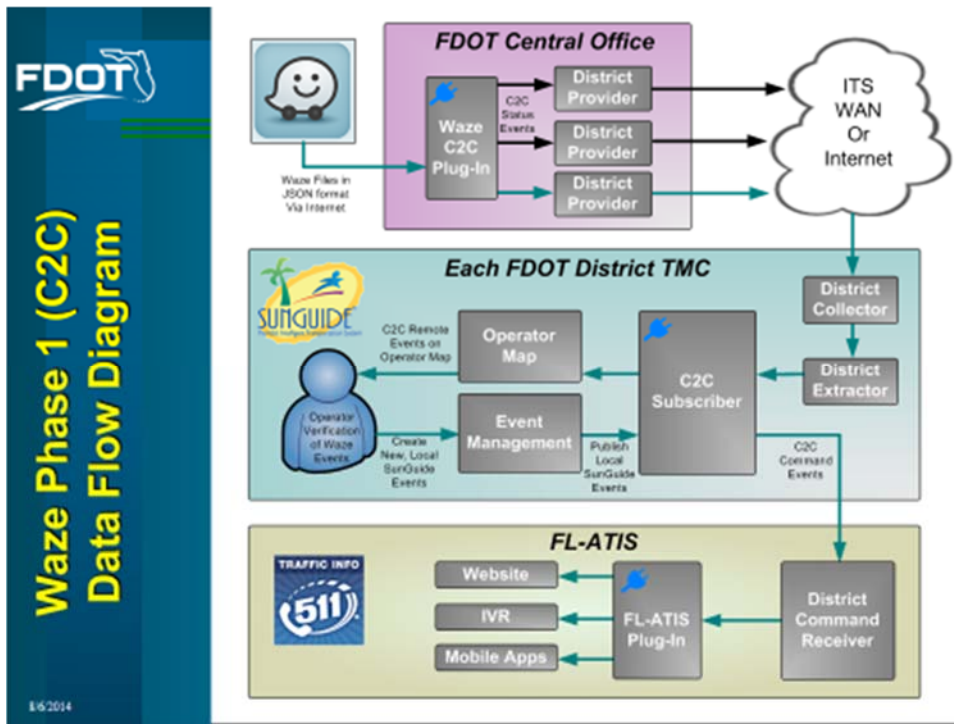 FDOT
Waze Phase 1 (C2C)
Data Flow Diagram
8/6/2014
FDOT Central Office
Waze Files in
JSON format
Via Internet
Waze
C2C
Plug-In
C2C
Status
Events
District
Provider
District
Provider
District
Provider
ITS
WAN
Or
Internet
Each FDOT District TMC
SUNGUIDE
C2C Remote
Events on
Operator Map
Operator
Map
C2C
Subscriber
District
Collector
District
Extractor
Operator
Verification
of Waze
Events
Create
New, Local
SunGuide
Events
Event
Management
Publish
Local
SunGuide
Events
C2C
Command
Events
FL-ATIS
TRAFFIC INFO
511
Website
IVR
Mobile Apps
FL-ATIS
Plug-In
District
Command
Receiver